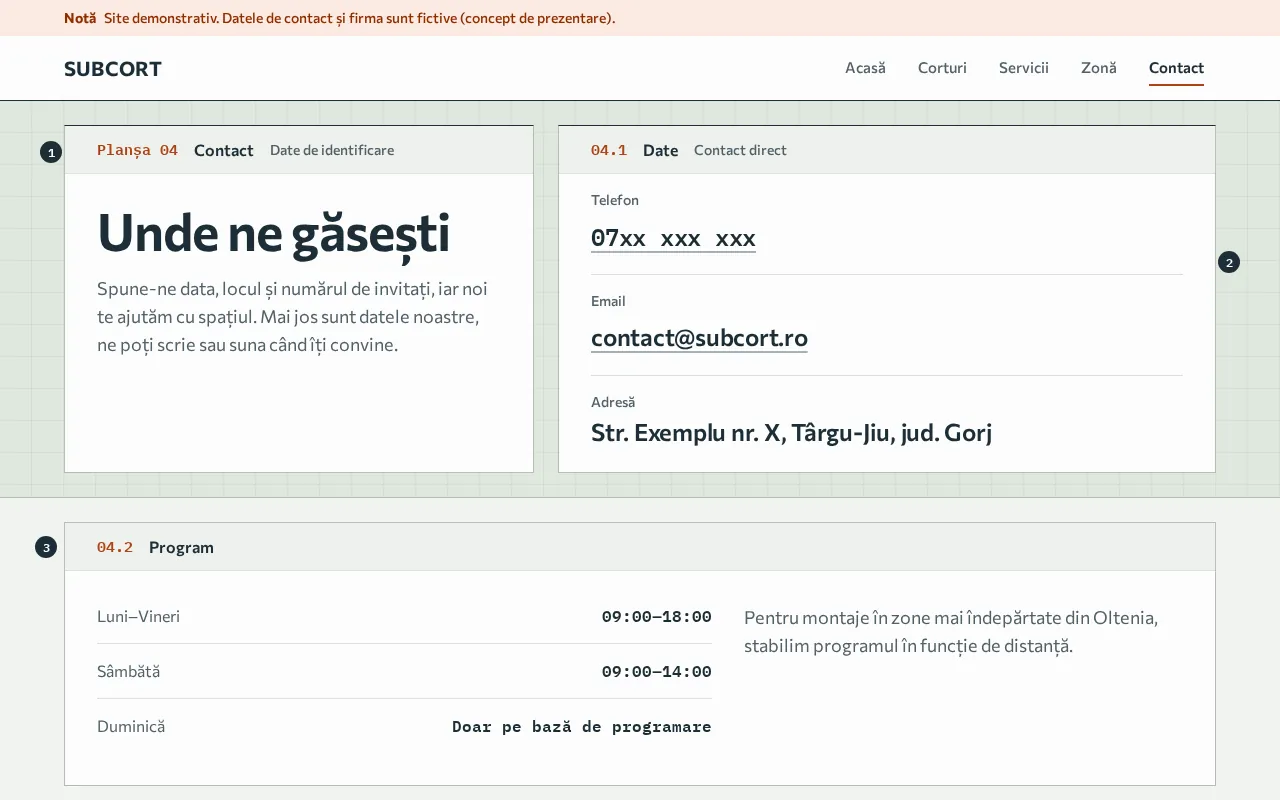 Notă Site demonstrativ. Datele de contact și firma sunt fictive (concept de prezentare).
SUBCORT
Acasă Corturi Servicii Zonă Contact
1
Planșa 04 Contact Date de identificare
Unde ne găsești
Spune-ne data, locul și numărul de invitați, iar noi
te ajutăm cu spațiul. Mai jos sunt datele noastre,
ne poți scrie sau suna când îți convine.
04.1 Date Contact direct
Telefon
07xx xxx xxx
2
Email
contact@subcort.ro
Adresă
Str. Exemplu nr. X, Târgu-Jiu, jud. Gorj
3
04.2 Program
Luni–Vineri 09:00–18:00
Sâmbătă 09:00–14:00
Duminică Doar pe bază de programare
Pentru montaje în zone mai îndepărtate din Oltenia,
stabilim programul în funcție de distanță.